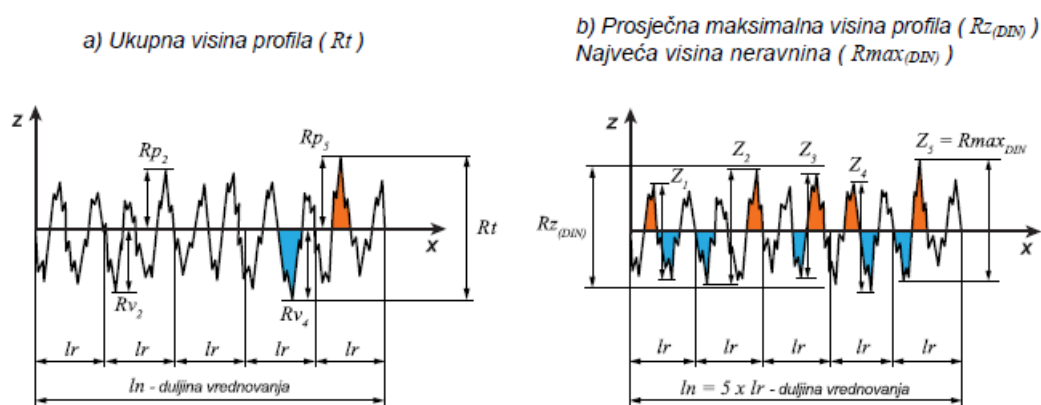 a) Ukupna visina profila ( Rt )
z
Rp2
Rp5
Rt
x
Rv2
Rv4
lr lr lr lr lr
ln - duljina vrednovanja
b) Prosječna maksimalna visina profila ( Rz(DIN) )
Najveća visina neravnina ( Rmax(DIN) )
z
Z1
Z2
Z3
Z4
Z5 = RmaxDIN
Rz(DIN)
x
lr lr lr lr lr
ln = 5 x lr - duljina vrednovanja